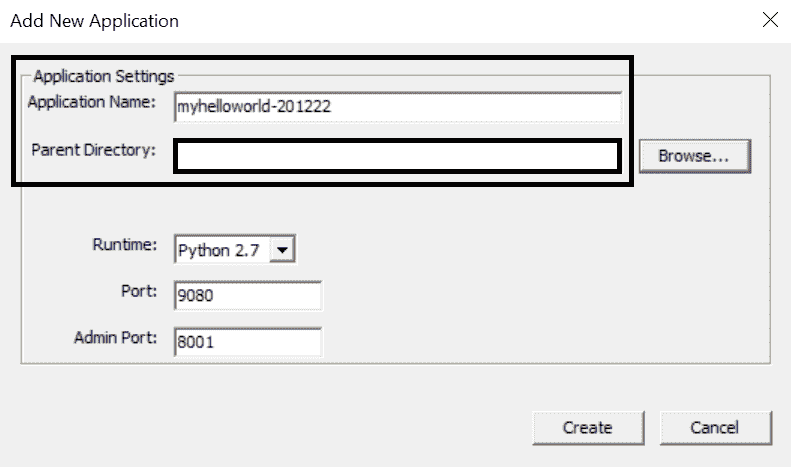 Add New Application
Application Settings
Application Name: myhelloworld-201222
Parent Directory:
Browse...
Runtime: Python 2.7
Port: 9080
Admin Port: 8001
Create Cancel